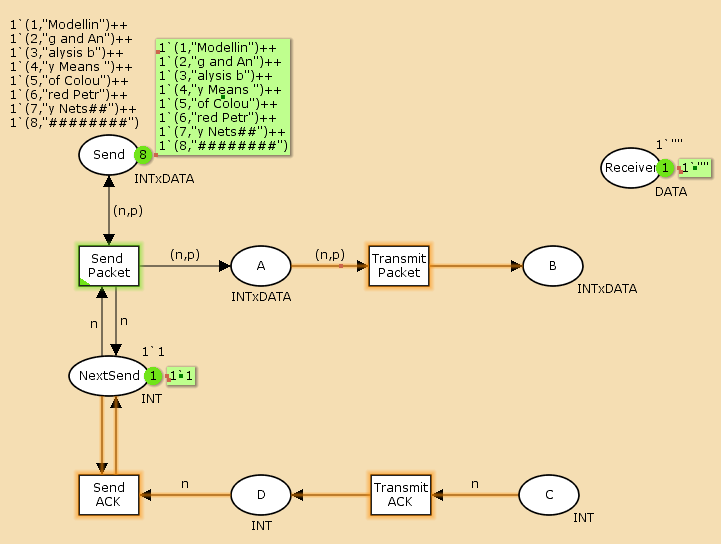 1`(1,"Modellin")++
1`(2,"g and An")++
1`(3,"alysis b")++
1`(4,"y Means ")++
1`(5,"of Colou")++
1`(6,"red Petr")++
1`(7,"y Nets##")++
1`(8,"########")
1`(1,"Modellin")++
1`(2,"g and An")++
1`(3,"alysis b")++
1`(4,"y Means ")++
1`(5,"of Colou")++
1`(6,"red Petr")++
1`(7,"y Nets##")++
1`(8,"########")
Send
8
INTxDATA
1`""
Receiver
1
1`""
DATA
(n,p)
Send
Packet
(n,p)
A
INTxDATA
(n,p)
Transmit
Packet
B
INTxDATA
n
n
1`1
NextSend
1
1`1
INT
Send
ACK
n
D
INT
Transmit
ACK
n
C
INT